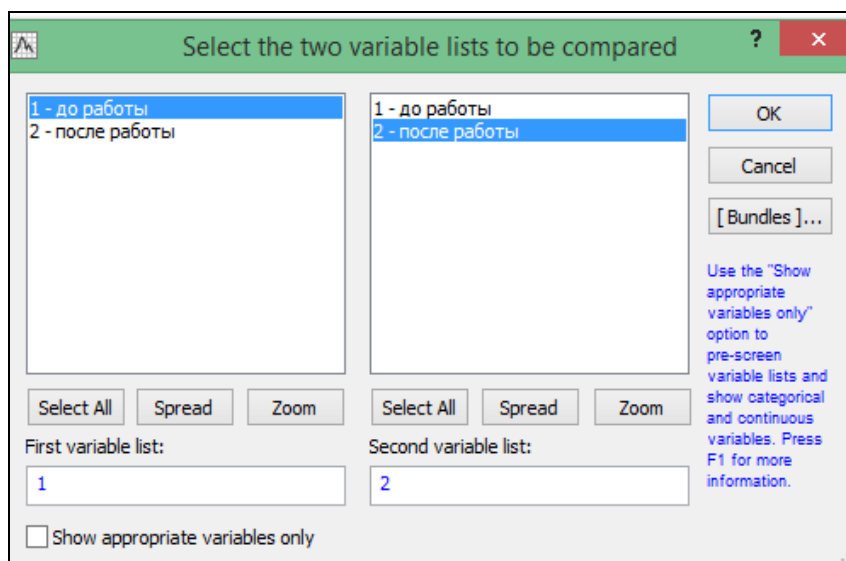 Select the two variable lists to be compared
?
×
1 - до работы
2 - после работы
1 - до работы
2 - после работы
OK
Cancel
[ Bundles ]...
Use the "Show
appropriate
variables only"
option to
pre-screen
variable lists and
show categorical
and continuous
variables. Press
F1 for more
information.
Select All
Spread
Zoom
Select All
Spread
Zoom
First variable list:
Second variable list:
1
2
Show appropriate variables only